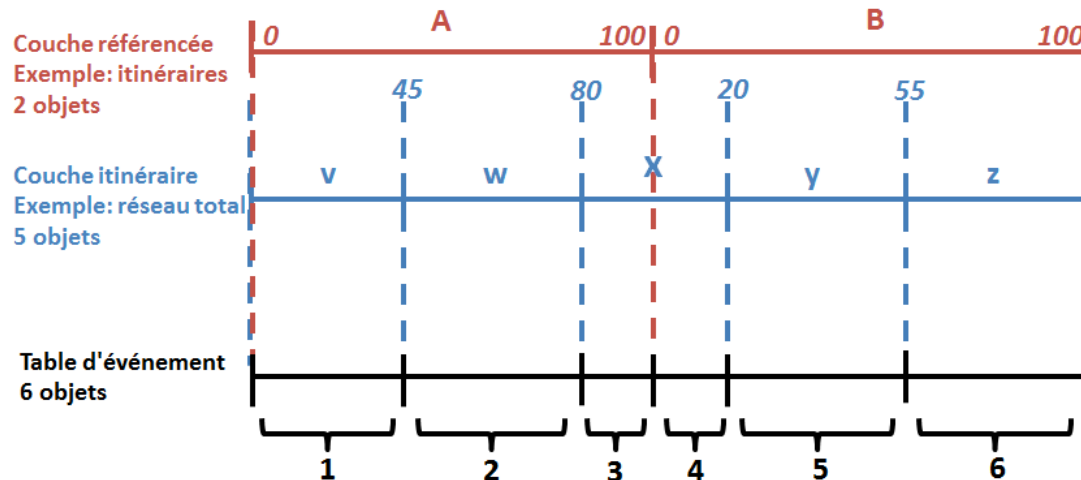 A
B
0
100
0
100
Couche référencée
Exemple: itinéraires
2 objets
45
80
20
55
Couche itinéraire
Exemple: réseau total
5 objets
v
w
X
y
z
Table d'événement
6 objets
1
2
3
4
5
6